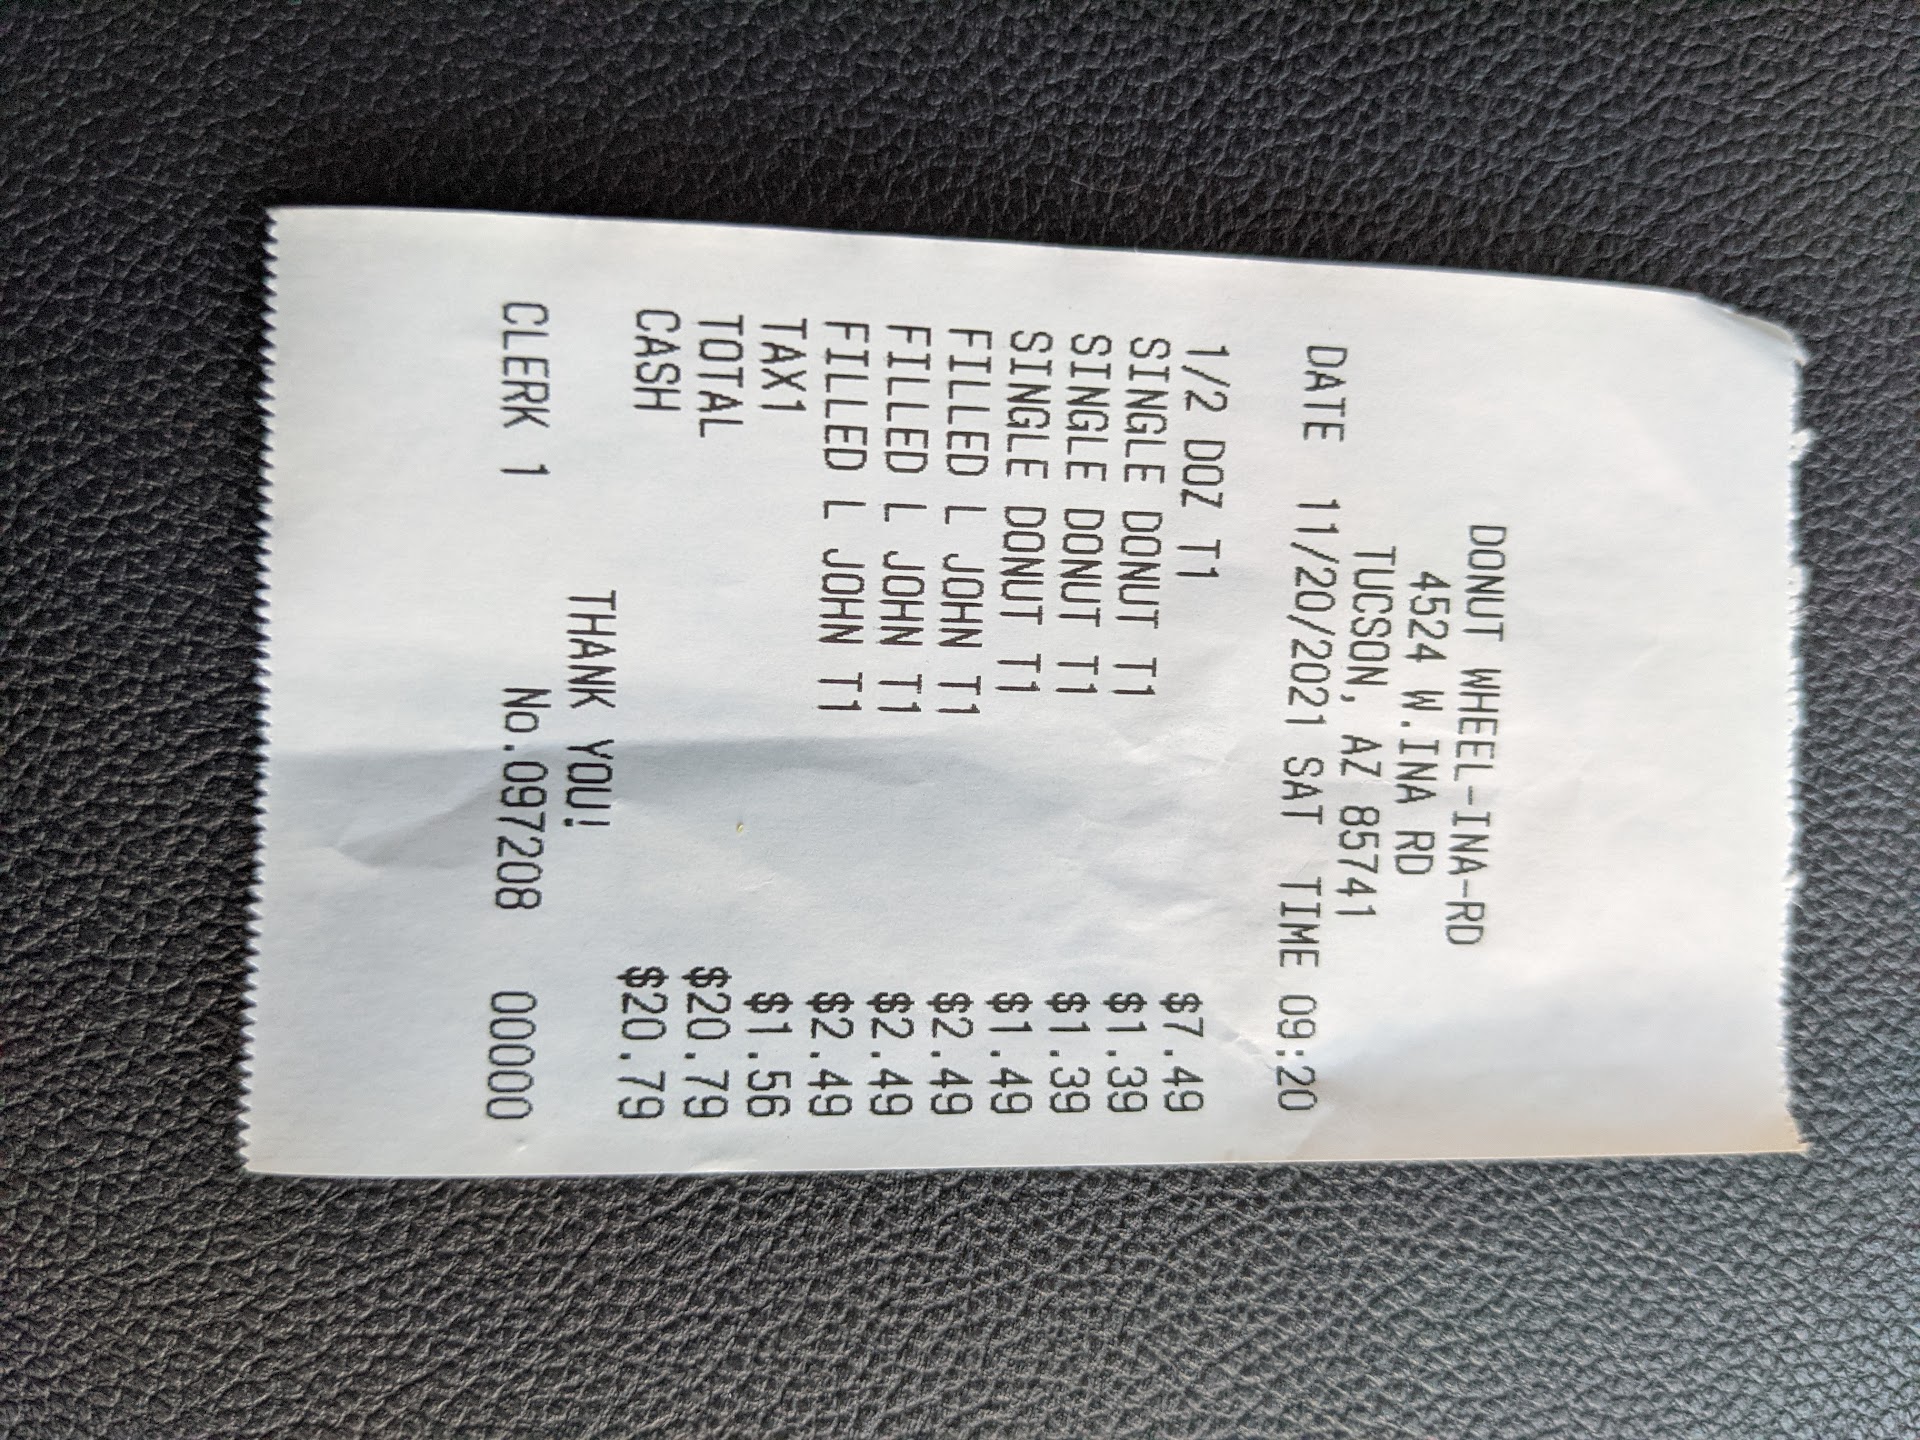 DONUT WHEEL-INA-RD
4524 W.INA RD
TUCSON, AZ 85741
DATE 11/20/2021 SAT TIME 09:20
1/2 DOZ T1 $7.49
SINGLE DONUT T1 $1.39
SINGLE DONUT T1 $1.39
SINGLE DONUT T1 $1.49
FILLED L JOHN T1 $2.49
FILLED L JOHN T1 $2.49
FILLED L JOHN T1 $2.49
TAX1 $1.56
TOTAL $20.79
CASH $20.79
THANK YOU!
CLERK 1 No.097208 00000